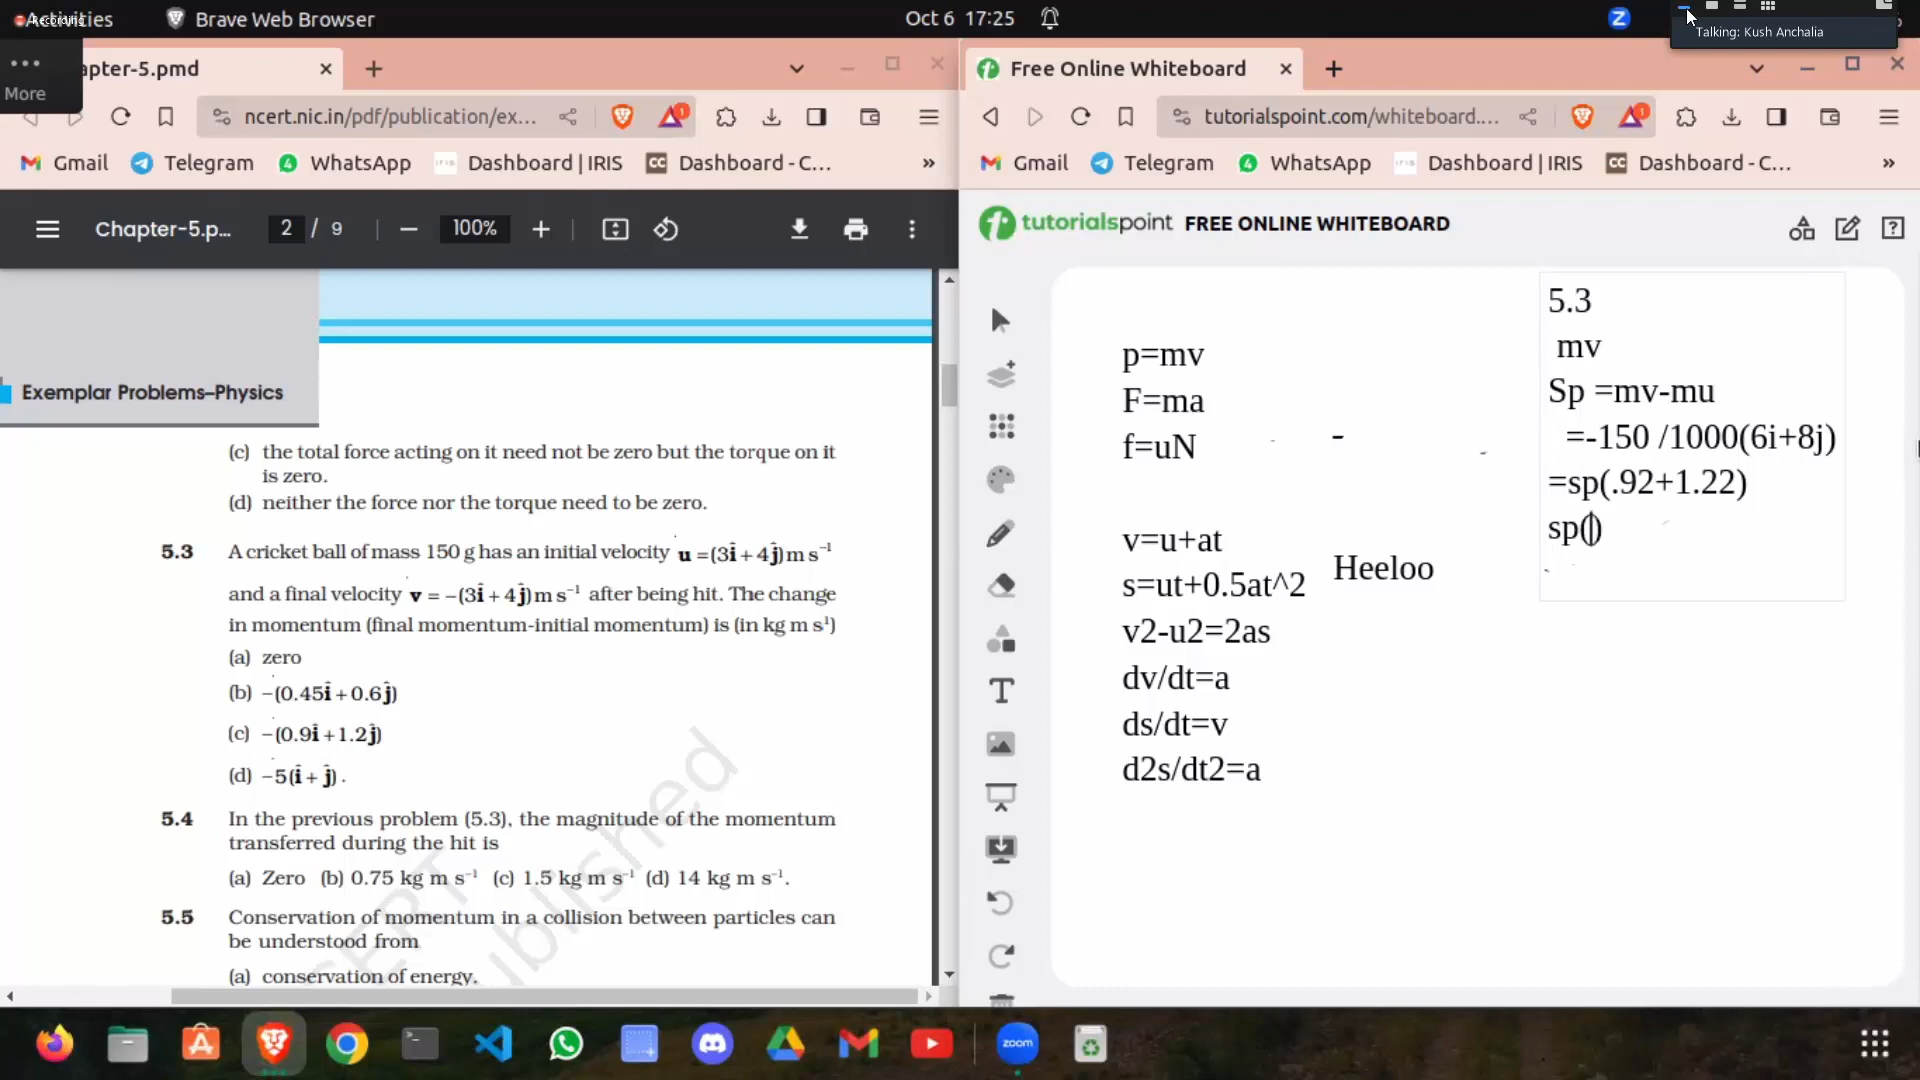 Activities
Recording
Brave Web Browser
Oct 6 17:25
Talking: Kush Anchalia
More
apter-5.pmd
ncert.nic.in/pdf/publication/ex...
Gmail
Telegram
WhatsApp
Dashboard | IRIS
Dashboard - C...
»
Chapter-5.p...
2 / 9
100%
Exemplar Problems–Physics
(c) the total force acting on it need not be zero but the torque on it
is zero.
(d) neither the force nor the torque need to be zero.
5.3 A cricket ball of mass 150 g has an initial velocity u = (3î + 4ĵ) m s⁻¹
and a final velocity v = −(3î + 4ĵ) m s⁻¹ after being hit. The change
in momentum (final momentum-initial momentum) is (in kg m s¹)
(a) zero
(b) −(0.45î + 0.6ĵ)
(c) −(0.9î + 1.2ĵ)
(d) −5(î + ĵ) .
5.4 In the previous problem (5.3), the magnitude of the momentum
transferred during the hit is
(a) Zero (b) 0.75 kg m s⁻¹ (c) 1.5 kg m s⁻¹ (d) 14 kg m s⁻¹.
5.5 Conservation of momentum in a collision between particles can
be understood from
(a) conservation of energy.
Free Online Whiteboard
tutorialspoint.com/whiteboard....
Gmail
Telegram
WhatsApp
Dashboard | IRIS
Dashboard - C...
»
tutorialspoint FREE ONLINE WHITEBOARD
p=mv
F=ma
f=uN
-
v=u+at
s=ut+0.5at^2
v2-u2=2as
dv/dt=a
ds/dt=v
d2s/dt2=a
Heeloo
5.3
mv
Sp =mv-mu
=-150 /1000(6i+8j)
=sp(.92+1.22)
sp()
zoom